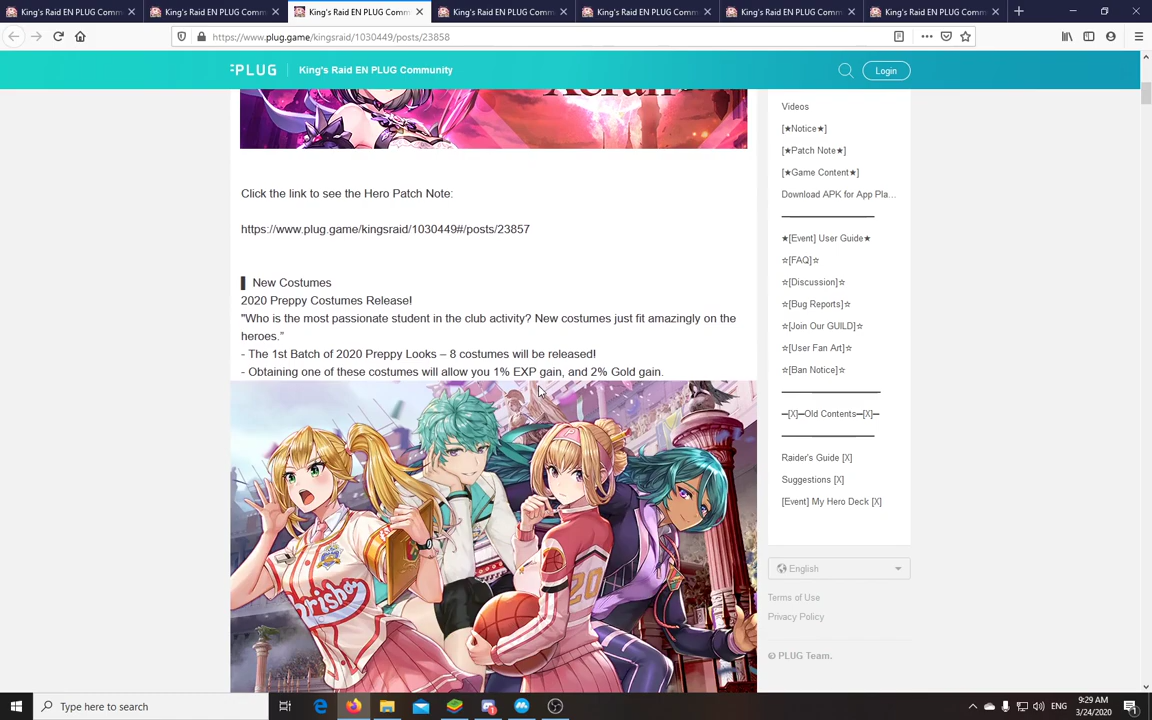 King's Raid EN PLUG Commu
King's Raid EN PLUG Commu
King's Raid EN PLUG Comm
King's Raid EN PLUG Commu
King's Raid EN PLUG Commu
King's Raid EN PLUG Commu
King's Raid EN PLUG Commu
https://www.plug.game/kingsraid/1030449/posts/23858
PLUG
King's Raid EN PLUG Community
Login
Click the link to see the Hero Patch Note:
https://www.plug.game/kingsraid/1030449#/posts/23857
▌ New Costumes
2020 Preppy Costumes Release!
"Who is the most passionate student in the club activity? New costumes just fit amazingly on the
heroes.”
- The 1st Batch of 2020 Preppy Looks – 8 costumes will be released!
- Obtaining one of these costumes will allow you 1% EXP gain, and 2% Gold gain.
20
Videos
[★Notice★]
[★Patch Note★]
[★Game Content★]
Download APK for App Pla...
★[Event] User Guide★
☆[FAQ]☆
☆[Discussion]☆
☆[Bug Reports]☆
☆[Join Our GUILD]☆
☆[User Fan Art]☆
☆[Ban Notice]☆
━[X]━Old Contents━[X]━
Raider's Guide [X]
Suggestions [X]
[Event] My Hero Deck [X]
English
Terms of Use
Privacy Policy
© PLUG Team.
Type here to search
ENG
9:29 AM
3/24/2020
1